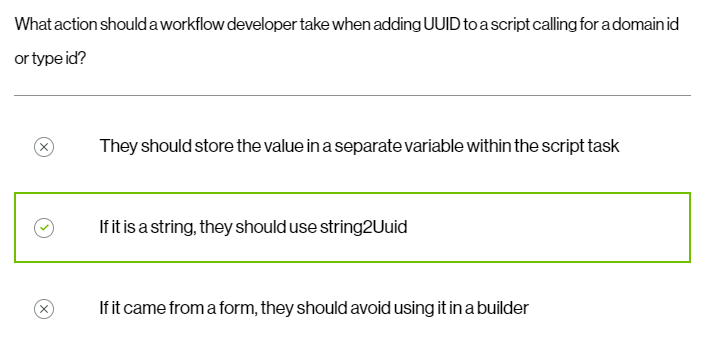 What action should a workflow developer take when adding UUID to a script calling for a domain id
or type id?
They should store the value in a separate variable within the script task
If it is a string, they should use string2Uuid
If it came from a form, they should avoid using it in a builder